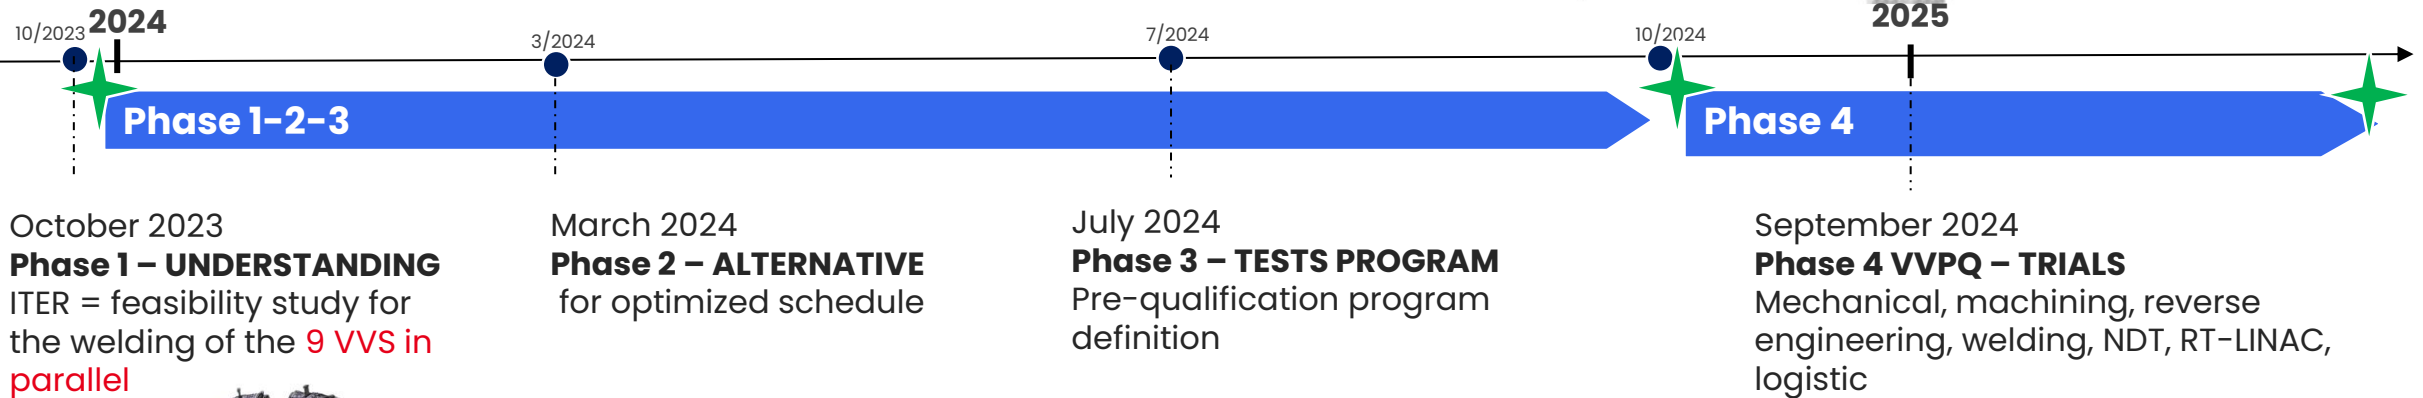 10/2023
2024
3/2024
7/2024
10/2024
2025
Phase 1-2-3
Phase 4
October 2023
Phase 1 – UNDERSTANDING
ITER = feasibility study for
the welding of the 9 VVS in
parallel
March 2024
Phase 2 – ALTERNATIVE
for optimized schedule
July 2024
Phase 3 – TESTS PROGRAM
Pre-qualification program
definition
September 2024
Phase 4 VVPQ – TRIALS
Mechanical, machining, reverse
engineering, welding, NDT, RT-LINAC,
logistic